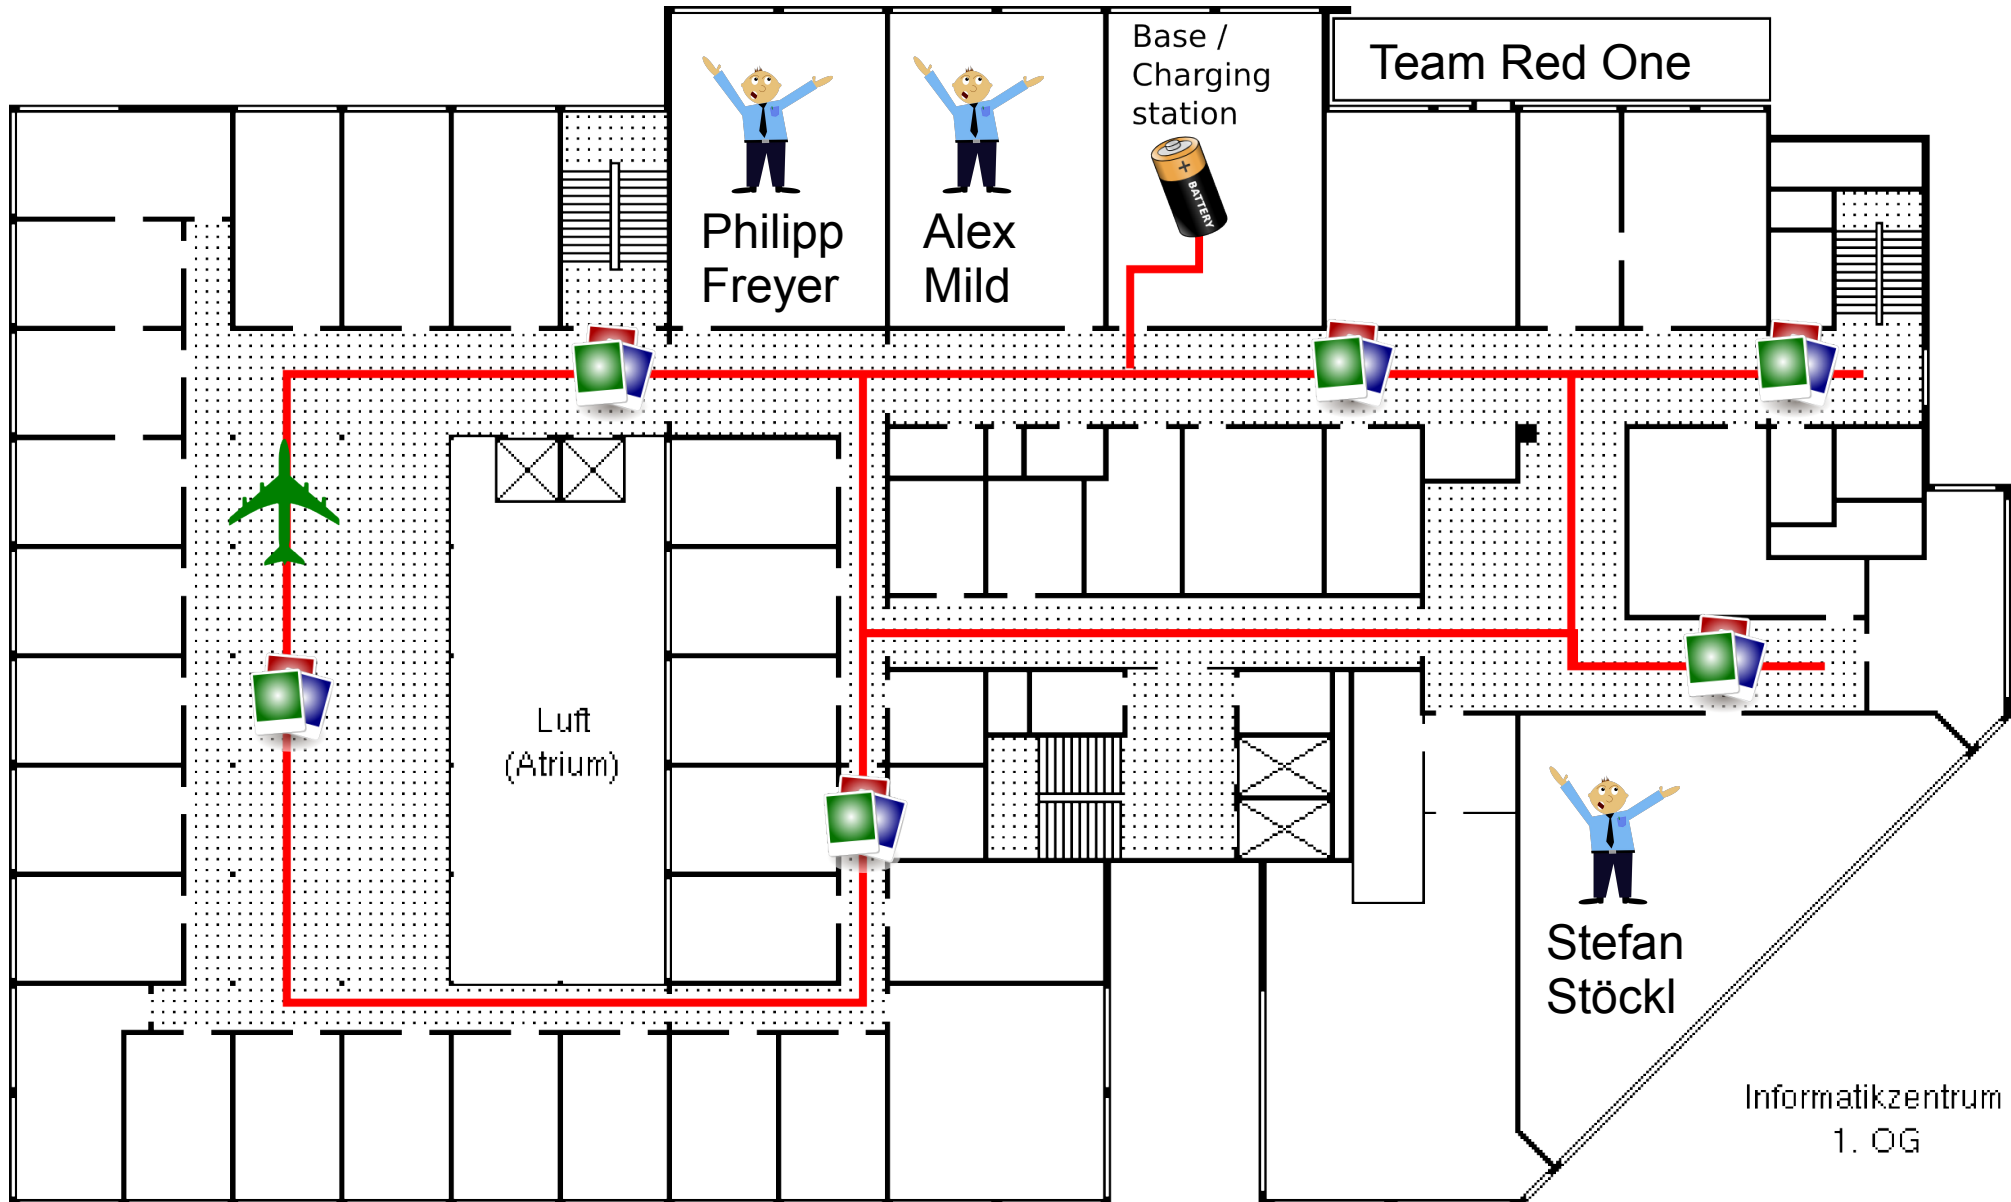 Base /
Charging
station
Team Red One
+
BATTERY
Philipp
Freyer
Alex
Mild
Luft
(Atrium)
Stefan
Stöckl
Informatikzentrum
1. OG